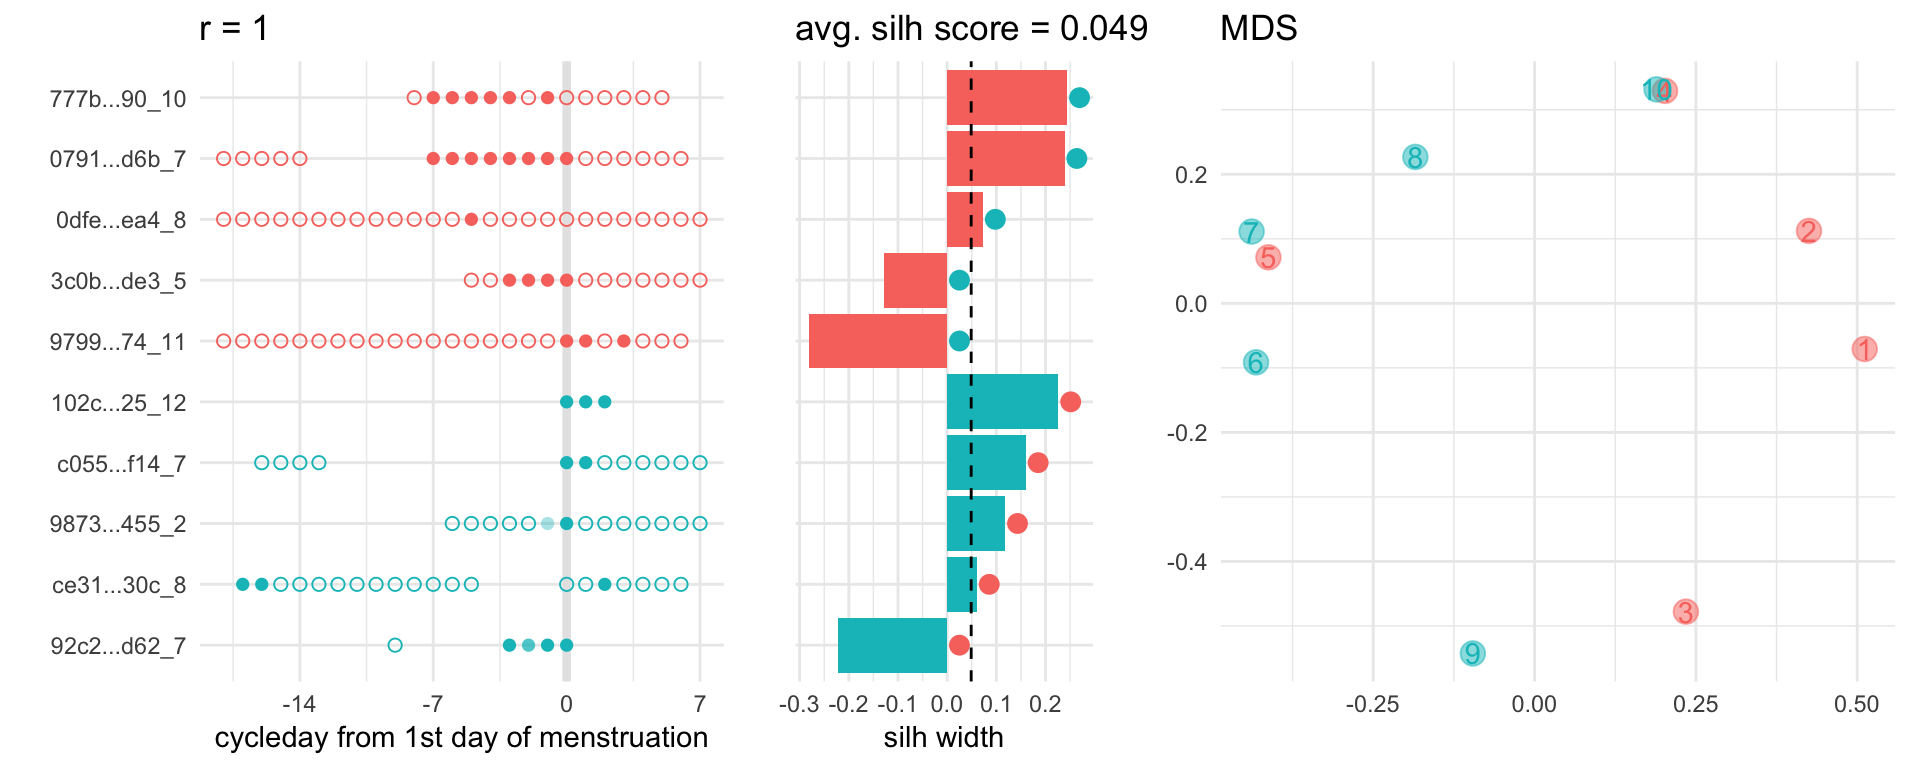 r = 1
avg. silh score = 0.049
MDS
777b...90_10
0791...d6b_7
0dfe...ea4_8
3c0b...de3_5
9799...74_11
102c...25_12
c055...f14_7
9873...455_2
ce31...30c_8
92c2...d62_7
-14 -7 0 7
cycleday from 1st day of menstruation
-0.3 -0.2 -0.1 0.0 0.1 0.2
silh width
0.2
0.0
-0.2
-0.4
10 4
8
2
7
5
1
6
3
9
-0.25 0.00 0.25 0.50